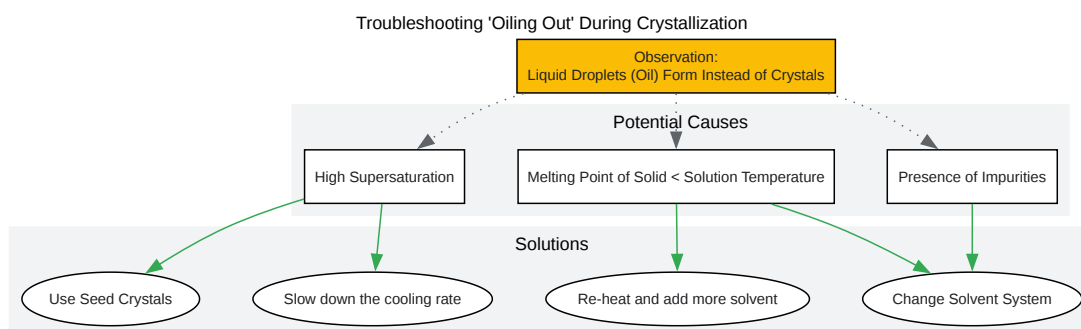 Troubleshooting 'Oiling Out' During Crystallization
Observation:
Liquid Droplets (Oil) Form Instead of Crystals
Potential Causes
High Supersaturation
Melting Point of Solid < Solution Temperature
Presence of Impurities
Solutions
Use Seed Crystals
Slow down the cooling rate
Re-heat and add more solvent
Change Solvent System